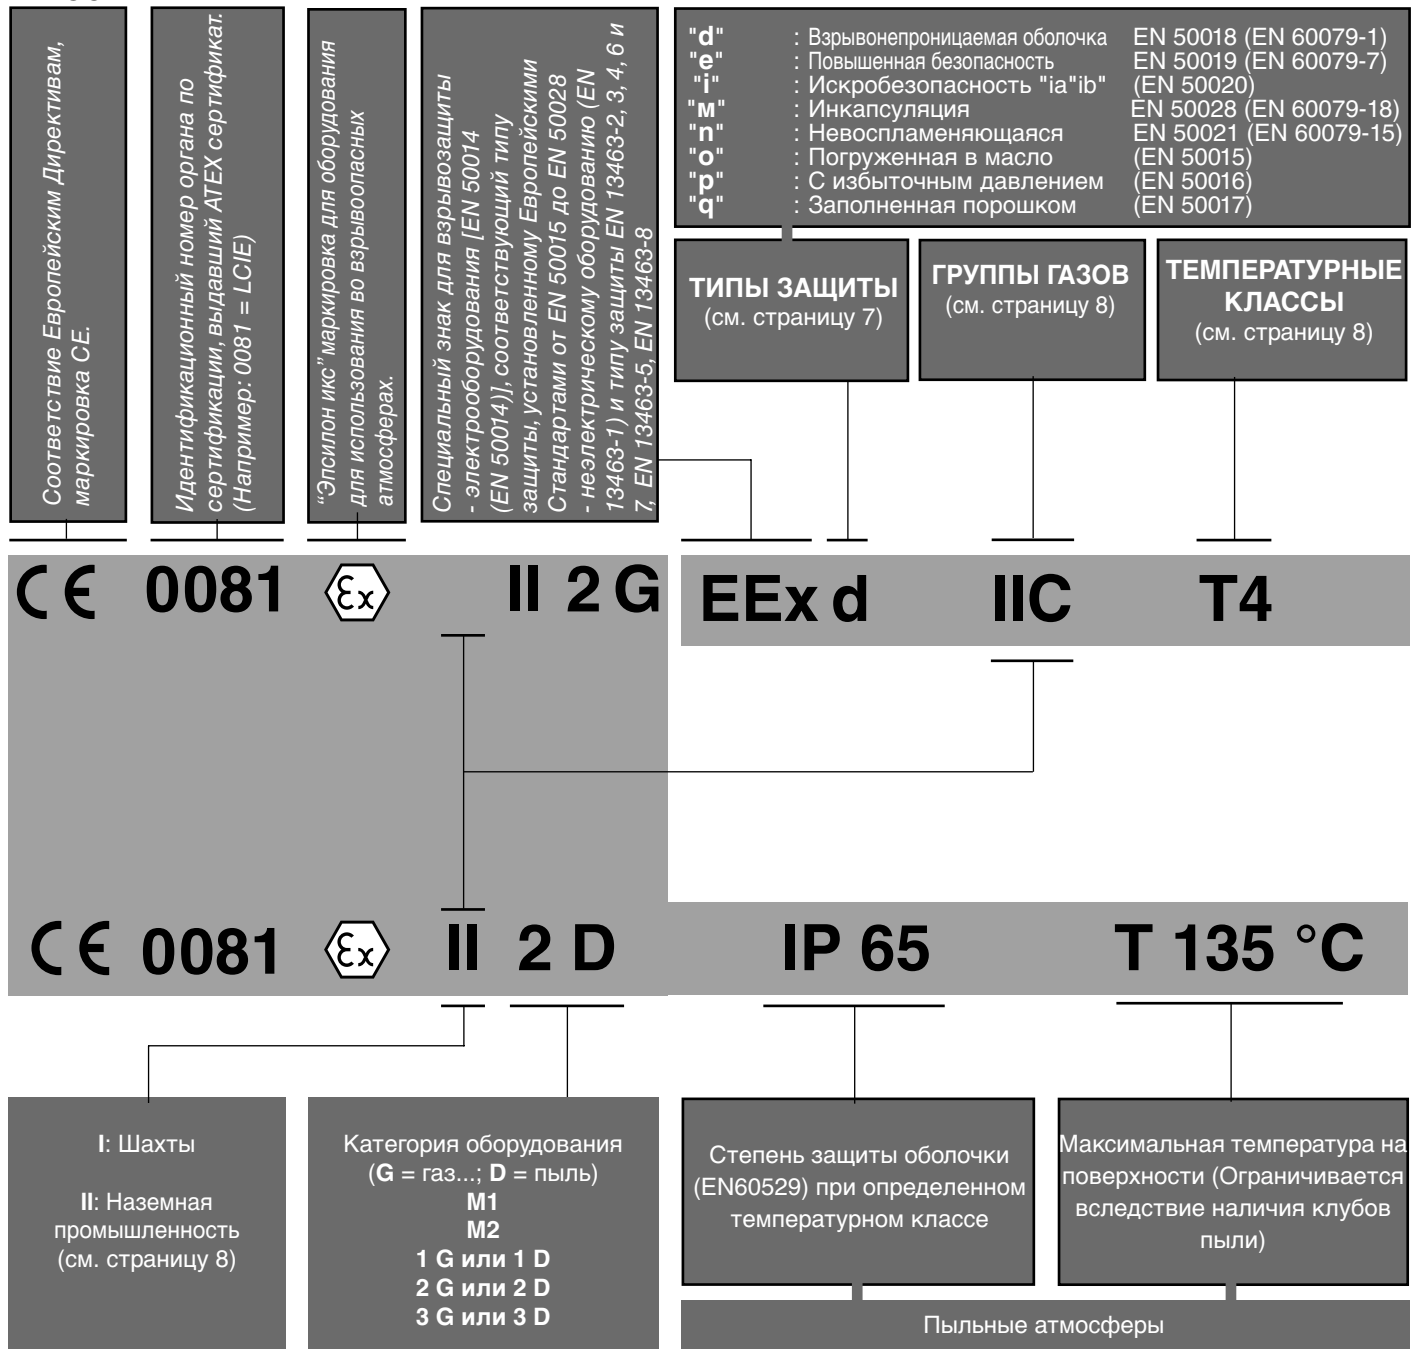 Соответствие Европейским Директивам,
маркировка CE.
Идентификационный номер органа по
сертификации, выдавший ATEX сертификат.
(Например: 0081 = LCIE)
“Эпсилон икс” маркировка для оборудования
для использования во взрывоопасных
атмосферах.
Специальный знак для взрывозащиты
- электрооборудования [EN 50014
(EN 50014)], соответствующий типу
защиты, установленному Европейскими
Стандартами от EN 50015 до EN 50028
- неэлектрическому оборудованию (EN
13463-1) и типу защиты EN 13463-2, 3, 4, 6 и
7, EN 13463-5, EN 13463-8
"d" : Взрывонепроницаемая оболочка EN 50018 (EN 60079-1)
"e" : Повышенная безопасность EN 50019 (EN 60079-7)
"i" : Искробезопасность "ia"ib" (EN 50020)
"м" : Инкапсуляция EN 50028 (EN 60079-18)
"n" : Невоспламеняющаяся EN 50021 (EN 60079-15)
"o" : Погруженная в масло (EN 50015)
"p" : С избыточным давлением (EN 50016)
"q" : Заполненная порошком (EN 50017)
ТИПЫ ЗАЩИТЫ
(см. страницу 7)
ГРУППЫ ГАЗОВ
(см. страницу 8)
ТЕМПЕРАТУРНЫЕ
КЛАССЫ
(см. страницу 8)
CE 0081 Ex II 2 G EEx d IIC T4
CE 0081 Ex II 2 D IP 65 T 135 °C
I: Шахты
II: Наземная
промышленность
(см. страницу 8)
Категория оборудования
(G = газ...; D = пыль)
M1
M2
1 G или 1 D
2 G или 2 D
3 G или 3 D
Степень защиты оболочки
(EN60529) при определенном
температурном классе
Максимальная температура на
поверхности (Ограничивается
вследствие наличия клубов
пыли)
Пыльные атмосферы